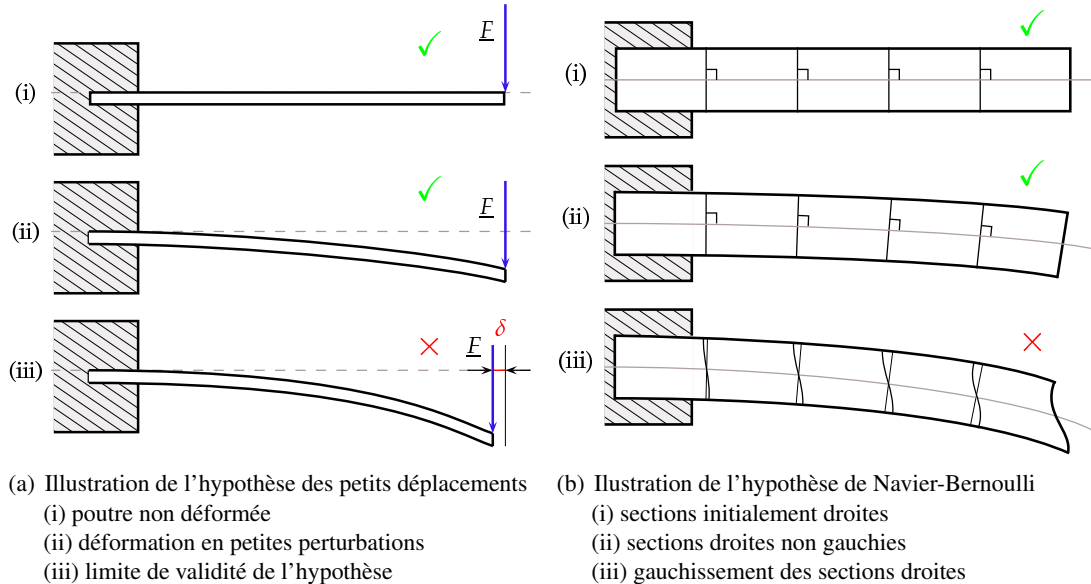 F
(i)
F
(ii)
δ
F
(iii)
(i)
(ii)
(iii)
(a) Illustration de l'hypothèse des petits déplacements
(i) poutre non déformée
(ii) déformation en petites perturbations
(iii) limite de validité de l'hypothèse
(b) Ilustration de l'hypothèse de Navier-Bernoulli
(i) sections initialement droites
(ii) sections droites non gauchies
(iii) gauchissement des sections droites